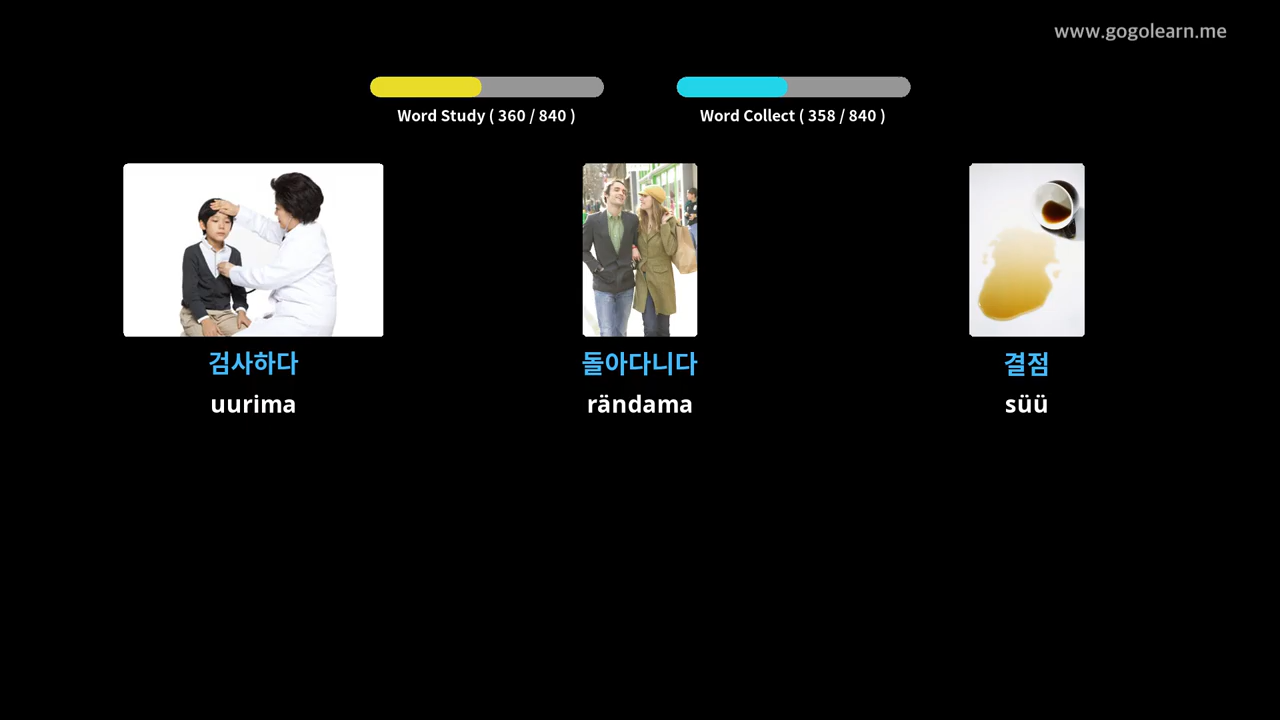 www.gogolearn.me
Word Study ( 360 / 840 )
Word Collect ( 358 / 840 )
검사하다
uurima
돌아다니다
rändama
결점
süü